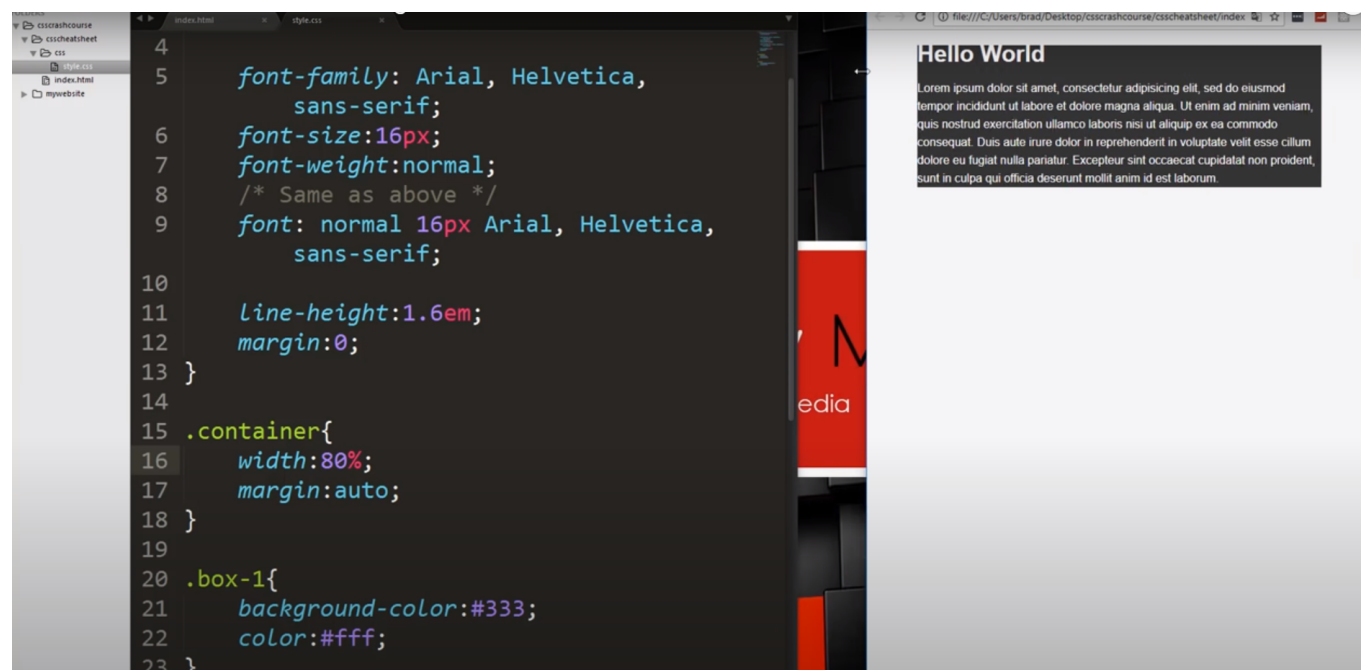 csscrashcourse
csscheatsheet
css
style.css
index.html
mywebsite
index.html ×
style.css ×
4
5 font-family: Arial, Helvetica,
sans-serif;
6 font-size:16px;
7 font-weight:normal;
8 /* Same as above */
9 font: normal 16px Arial, Helvetica,
sans-serif;
10
11 line-height:1.6em;
12 margin:0;
13 }
14
15 .container{
16 width:80%;
17 margin:auto;
18 }
19
20 .box-1{
21 background-color:#333;
22 color:#fff;
23 }
M
edia
file:///C:/Users/brad/Desktop/csscrashcourse/csscheatsheet/index
Hello World
Lorem ipsum dolor sit amet, consectetur adipisicing elit, sed do eiusmod
tempor incididunt ut labore et dolore magna aliqua. Ut enim ad minim veniam,
quis nostrud exercitation ullamco laboris nisi ut aliquip ex ea commodo
consequat. Duis aute irure dolor in reprehenderit in voluptate velit esse cillum
dolore eu fugiat nulla pariatur. Excepteur sint occaecat cupidatat non proident,
sunt in culpa qui officia deserunt mollit anim id est laborum.